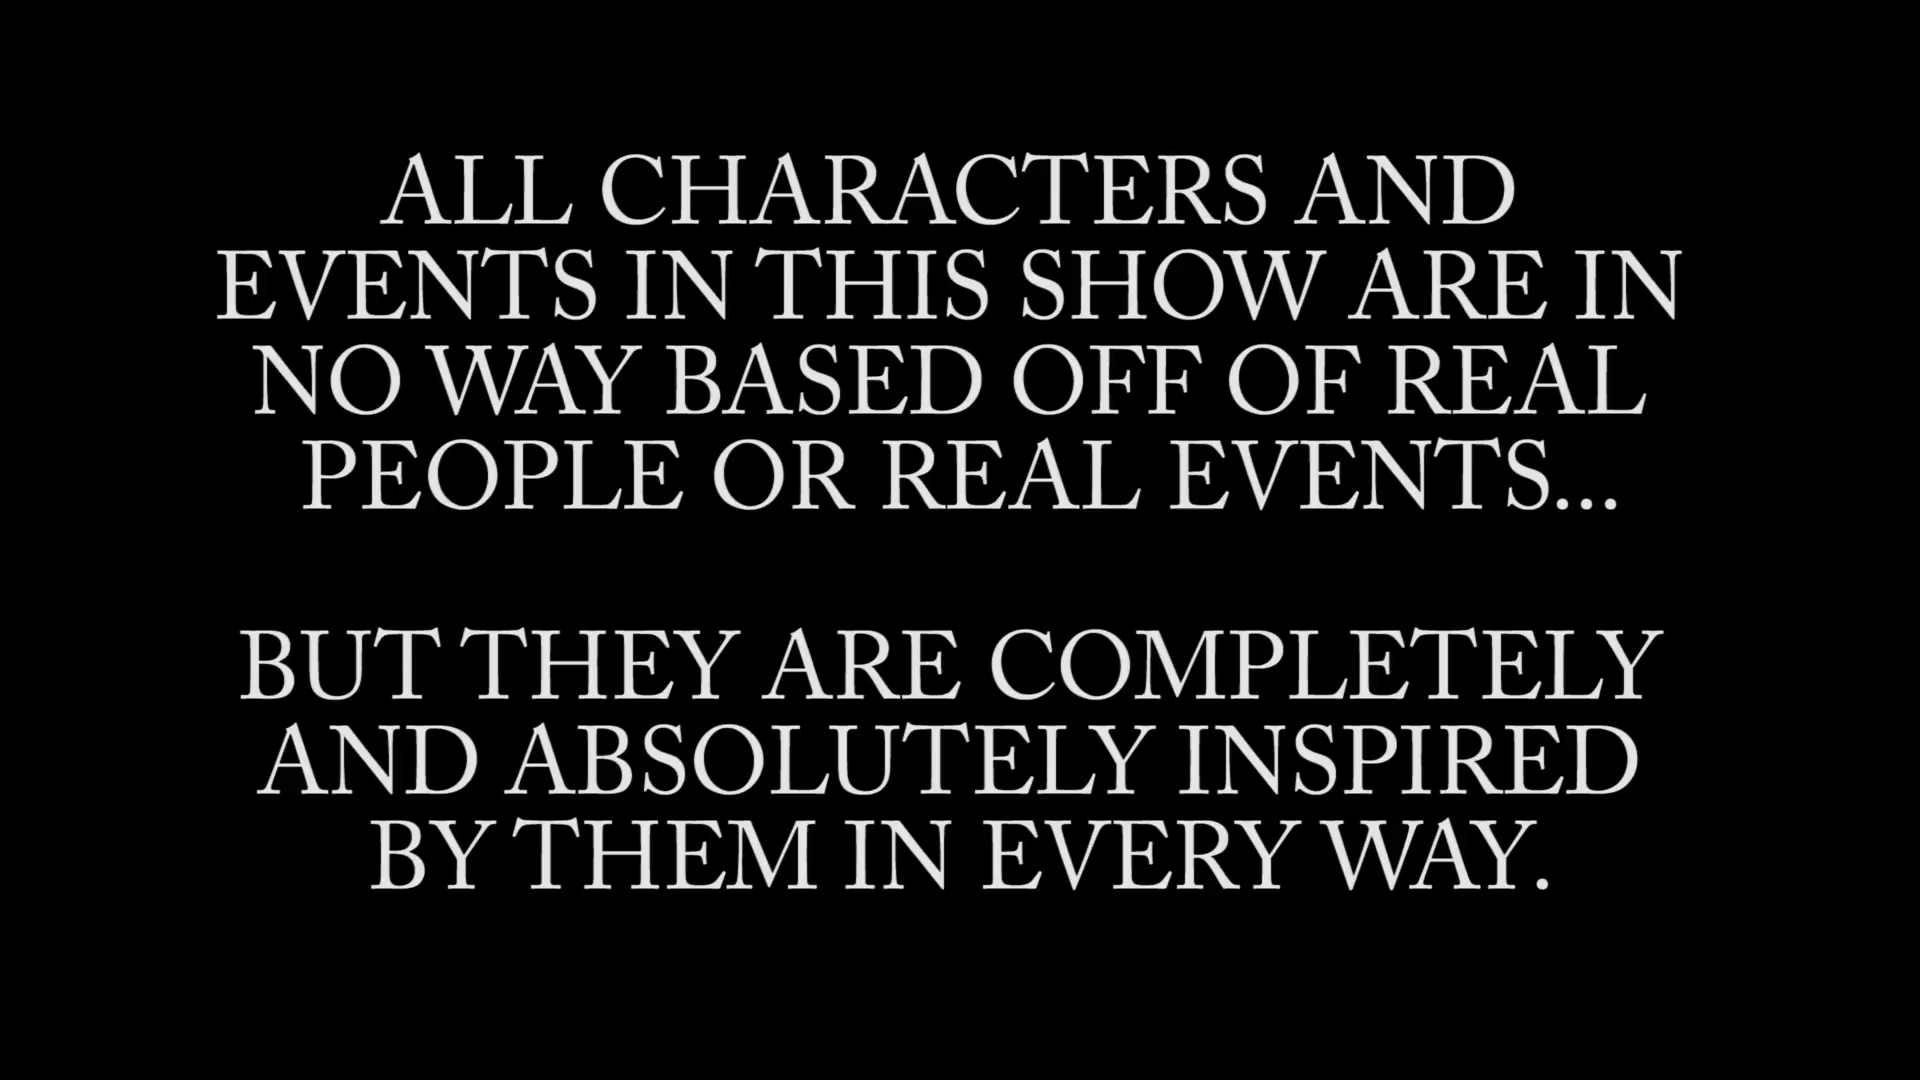 ALL CHARACTERS AND
EVENTS IN THIS SHOW ARE IN
NO WAY BASED OFF OF REAL
PEOPLE OR REAL EVENTS...
BUT THEY ARE COMPLETELY
AND ABSOLUTELY INSPIRED
BY THEM IN EVERY WAY.